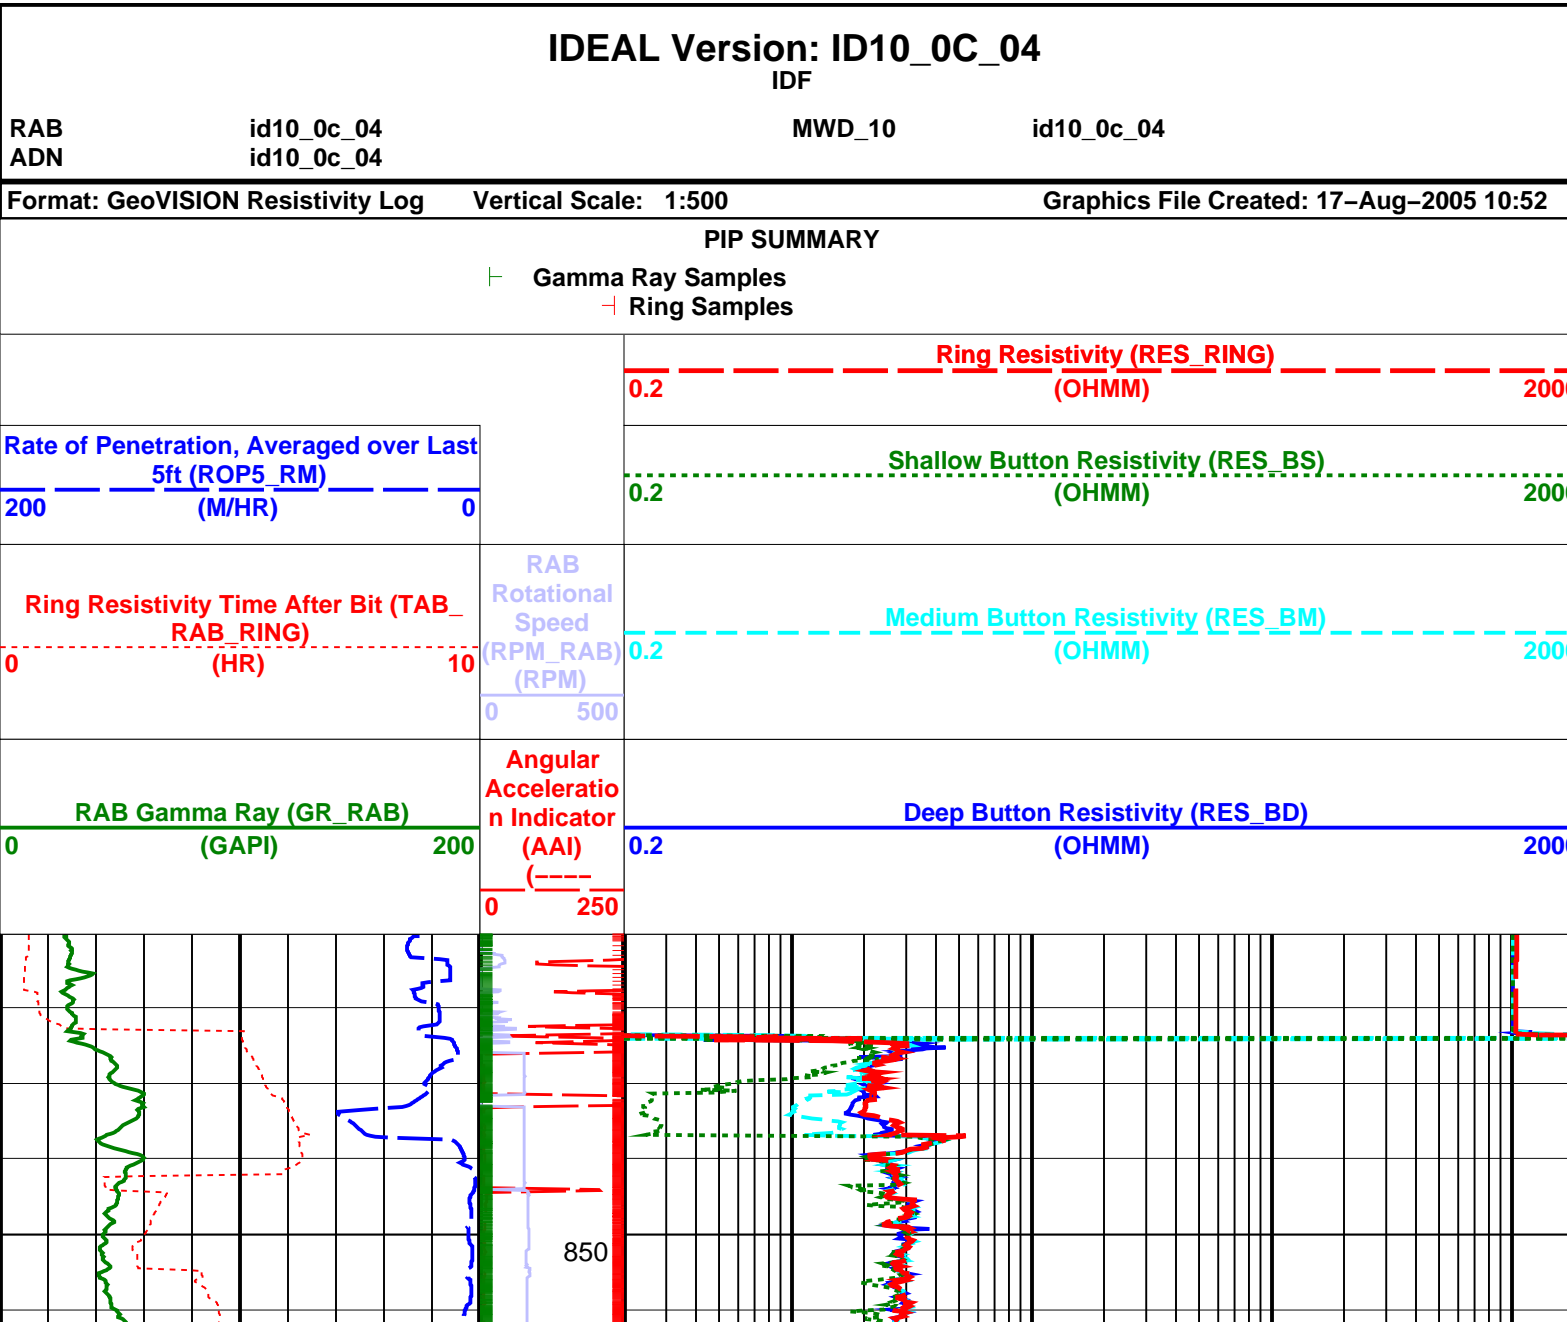 IDEAL Version: ID10_0C_04
IDF
RAB id10_0c_04 MWD_10 id10_0c_04
ADN id10_0c_04
Format: GeoVISION Resistivity Log Vertical Scale: 1:500 Graphics File Created: 17–Aug–2005 10:52
PIP SUMMARY
Gamma Ray Samples
Ring Samples
Ring Resistivity (RES_RING)
0.2 (OHMM) 200
Rate of Penetration, Averaged over Last
5ft (ROP5_RM)
200 (M/HR) 0
Shallow Button Resistivity (RES_BS)
0.2 (OHMM) 200
Ring Resistivity Time After Bit (TAB_
RAB_RING)
0 (HR) 10
RAB
Rotational
Speed
(RPM_RAB)
(RPM)
0 500
Medium Button Resistivity (RES_BM)
0.2 (OHMM) 200
RAB Gamma Ray (GR_RAB)
0 (GAPI) 200
Angular
Acceleratio
n Indicator
(AAI)
(––––
0 250
Deep Button Resistivity (RES_BD)
0.2 (OHMM) 200
850